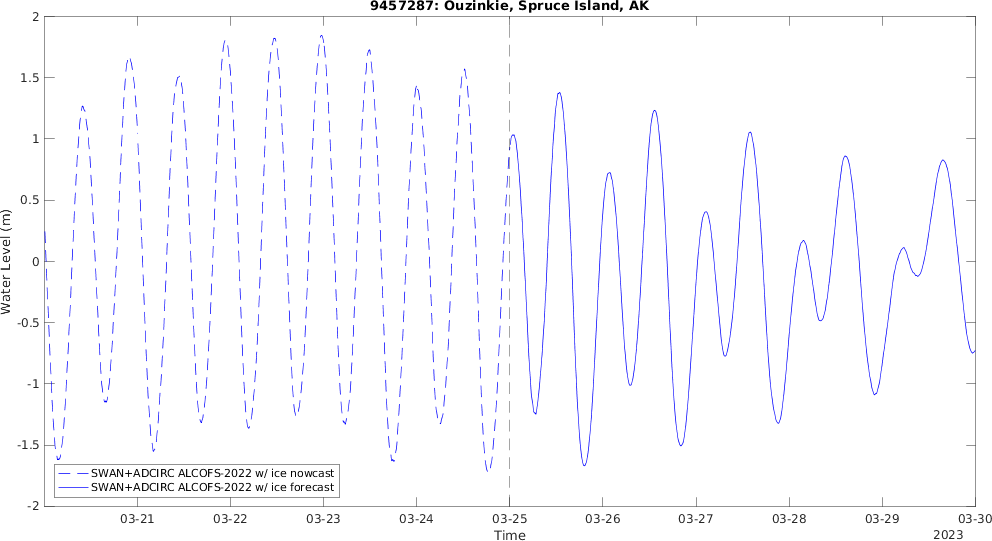 9457287: Ouzinkie, Spruce Island, AK
2
1.5
1
0.5
0
-0.5
-1
-1.5
-2
Water Level (m)
SWAN+ADCIRC ALCOFS-2022 w/ ice nowcast
SWAN+ADCIRC ALCOFS-2022 w/ ice forecast
03-21 03-22 03-23 03-24 03-25 03-26 03-27 03-28 03-29 03-30
Time
2023